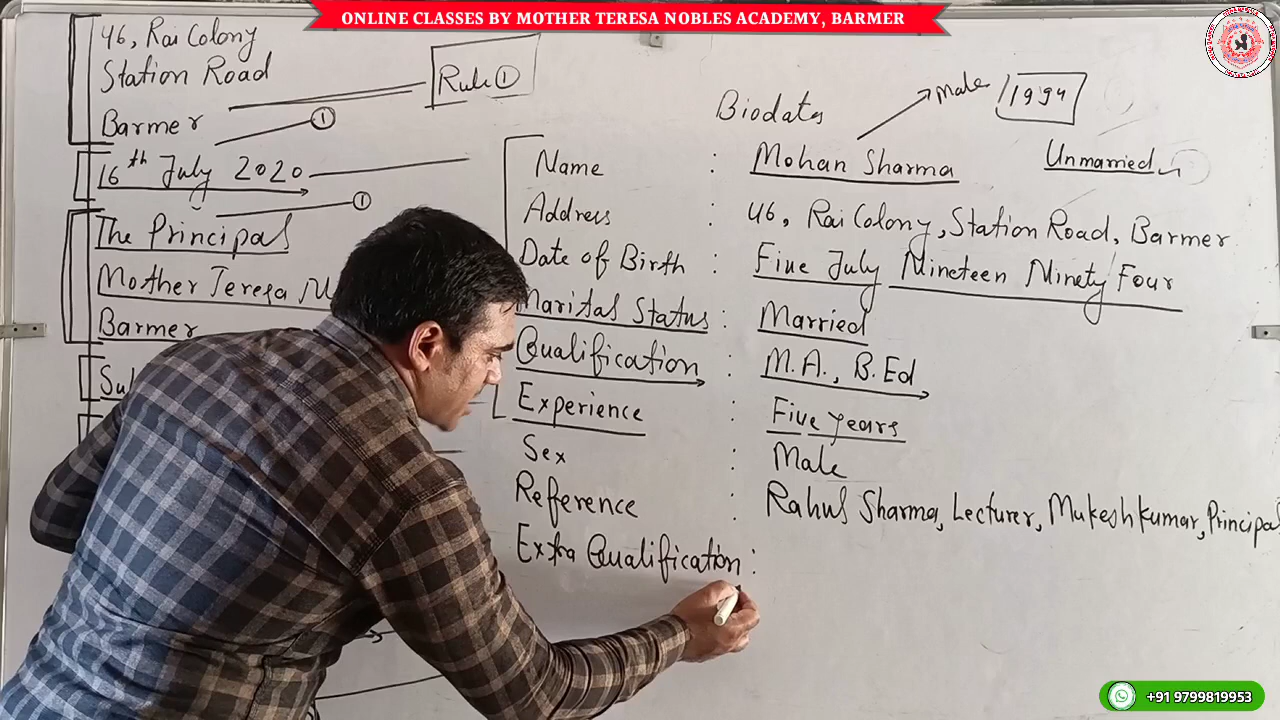 ONLINE CLASSES BY MOTHER TERESA NOBLES ACADEMY, BARMER
46, Rai Colony
Station Road
Barmer
Rule ①
①
16th July 2020
①
The Principal
Mother Teresa
Barmer
Biodata
Male
1994
Name : Mohan Sharma
Unmarried
Address : 46, Rai Colony, Station Road, Barmer
Date of Birth : Five July Nineteen Ninety Four
Marital Status : Married
Qualification : M.A., B.Ed
Experience : Five years
Sex : Male
Reference : Rahul Sharma, Lecturer, Mukesh kumar, Principal
Extra Qualification :
+91 9799819953